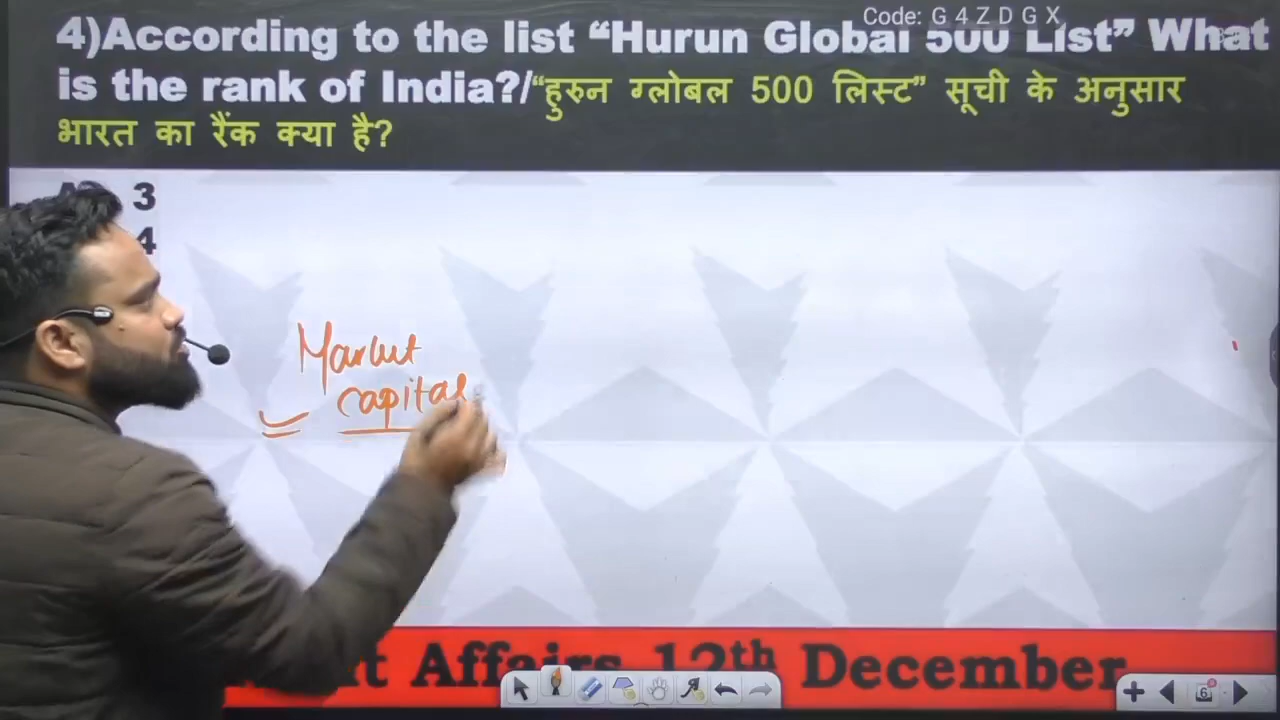 Code: G 4 Z D G X
4)According to the list “Hurun Global 500 List” What
is the rank of India?/“हुरुन ग्लोबल 500 लिस्ट” सूची के अनुसार
भारत का रैंक क्या है?
3
4
Market
capital
Affairs 12th December
6